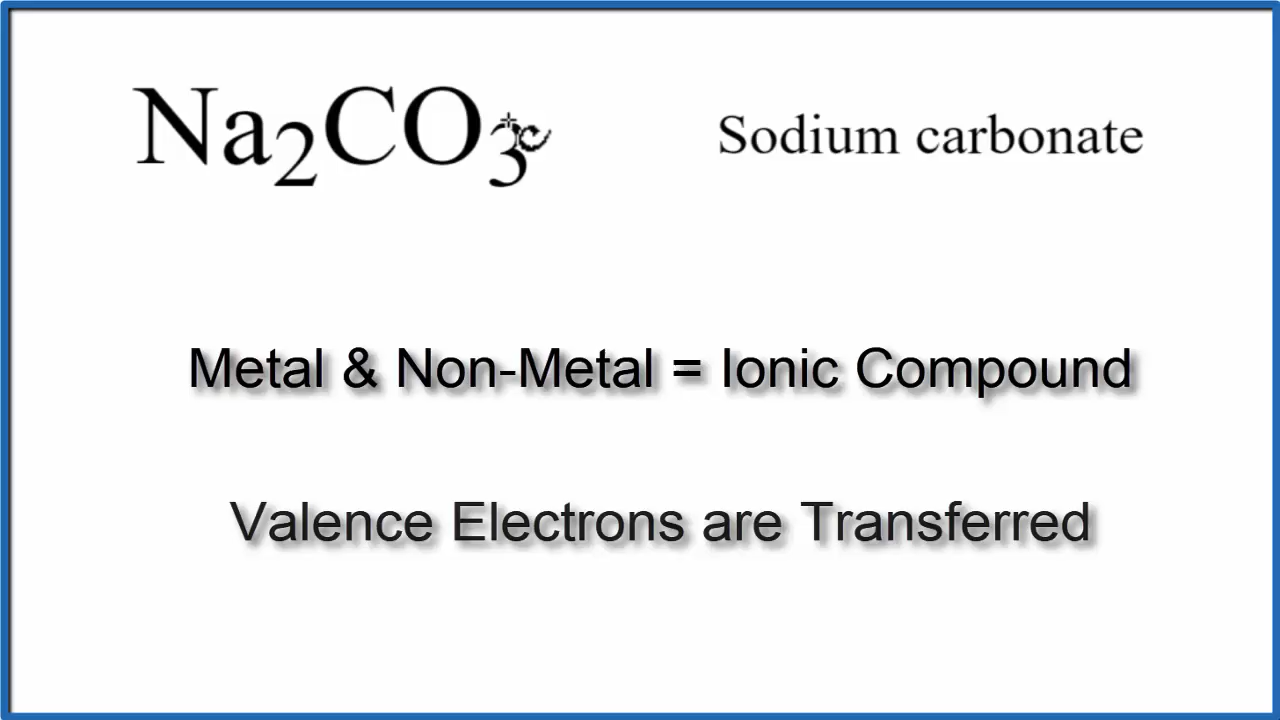 Na₂CO₃ Sodium carbonate
Metal & Non-Metal = Ionic Compound
Valence Electrons are Transferred